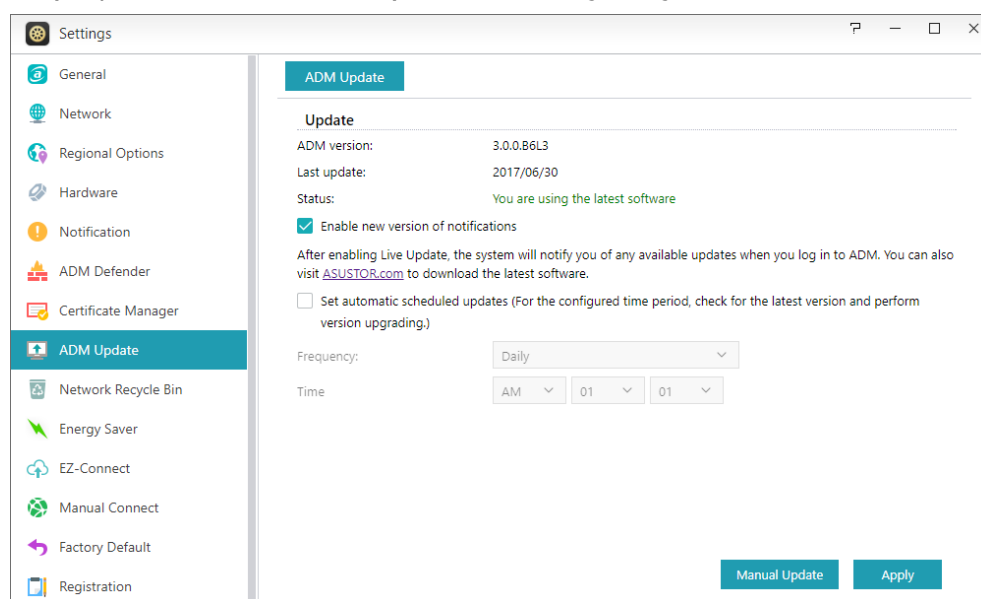 Settings
General
Network
Regional Options
Hardware
Notification
ADM Defender
Certificate Manager
ADM Update
Network Recycle Bin
Energy Saver
EZ-Connect
Manual Connect
Factory Default
Registration
ADM Update
Update
ADM version: 3.0.0.B6L3
Last update: 2017/06/30
Status: You are using the latest software
Enable new version of notifications
After enabling Live Update, the system will notify you of any available updates when you log in to ADM. You can also
visit ASUSTOR.com to download the latest software.
Set automatic scheduled updates (For the configured time period, check for the latest version and perform
version upgrading.)
Frequency: Daily
Time AM 01 01
Manual Update Apply